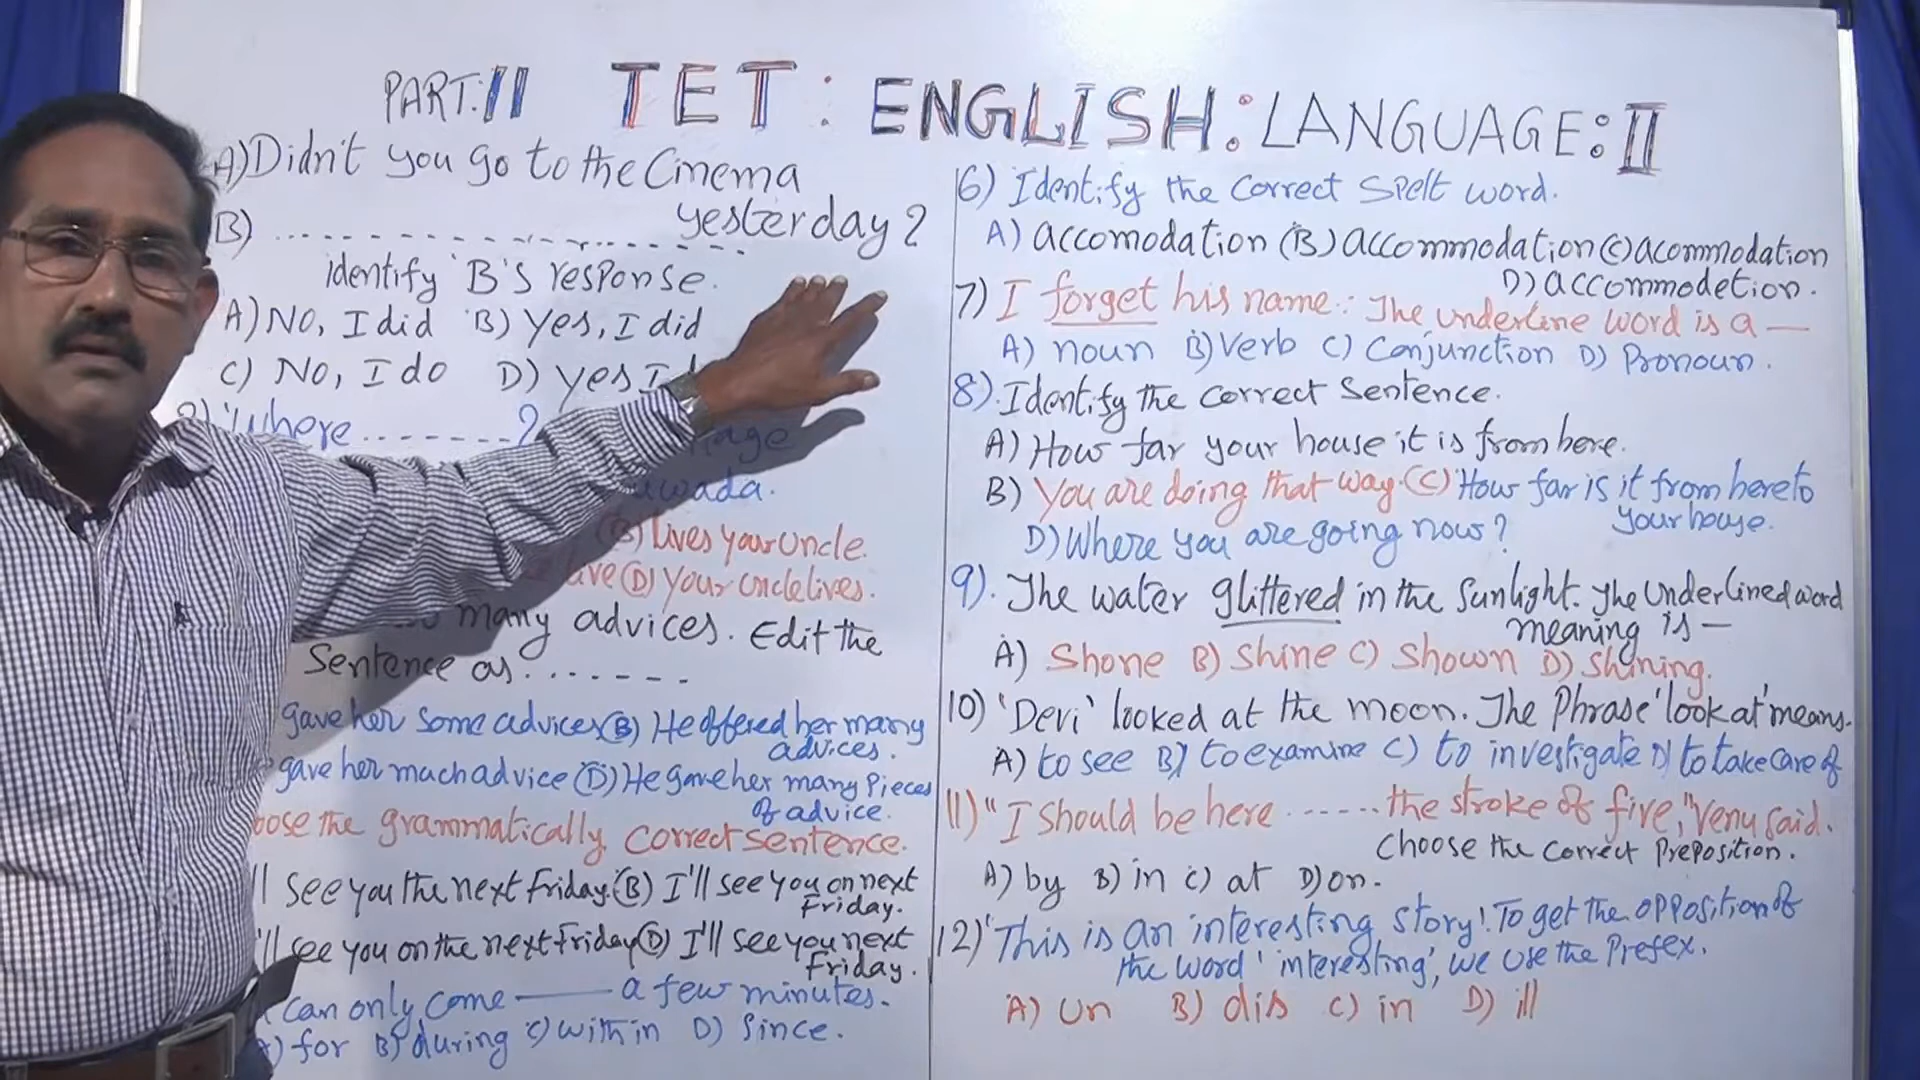 PART:II TET: ENGLISH: LANGUAGE: II
A) Didn't you go to the Cinema
yesterday?
B) ..................
identify 'B's response.
A) No, I did B) Yes, I did
C) No, I do D) Yes I
'Where.......?
B) Lives your uncle.
live (D) your uncle lives.
many advices. Edit the
Sentence as.......
gave her some advices (B) He offered her many
advices.
gave her much advice (D) He gave her many pieces
of advice.
the grammatically correct sentence.
see you the next Friday. (B) I'll see you on next
Friday.
see you on the next Friday (D) I'll see you next
Friday.
can only come —— a few minutes.
for B) during C) within D) Since.
6) Identify the correct Spelt word.
A) accomodation (B) accommodation (C) acommodation
D) accommodetion.
7) I forget his name: The underline word is a —
A) noun B) Verb C) Conjunction D) Pronoun.
8). Identify the correct Sentence.
A) How far your house it is from here.
B) You are doing that way. (C) How far is it from here to
your house.
D) Where you are going now?
9). The water glittered in the Sunlight. The Underlined word
meaning is —
A) Shone B) Shine C) Shown D) Shining.
10) 'Devi' looked at the moon. The Phrase 'look at' means.
A) to see B) to examine C) to investigate D) to take care of
11) "I should be here ...... the stroke of five," Venu said.
Choose the correct Preposition.
A) by B) in C) at D) on.
12) 'This is an interesting story'. To get the opposition of
the word 'interesting', we use the Prefex.
A) Un B) dis C) in D) ill